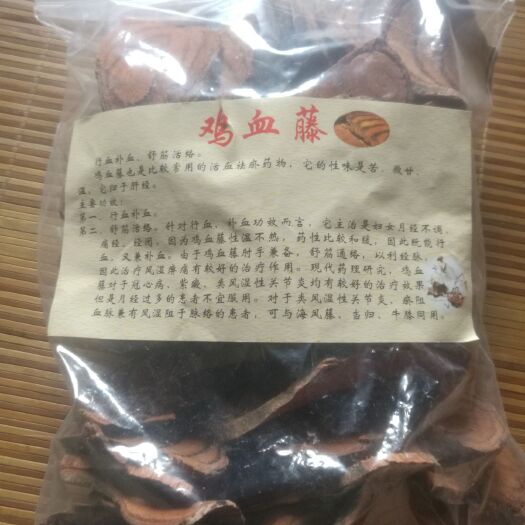 鸡血藤
行血补血、舒筋活络。
鸡血藤也是比较常用的活血祛瘀药物，它的性味是苦、微甘、
温，它归于肝经。
主要功效：
第一、行血补血。
第二、舒筋活络。针对行血、补血功效而言，它主治是妇女月经不调、
痛经、经闭，因为鸡血藤性温不热，药性比较和缓，因此既能行
血、又兼补血。由于鸡血藤肘手兼备，舒筋通络，以利经脉，
因此治疗风湿痹痛有较好的治疗作用。现代药理研究，鸡血
藤对于冠心病、紫癜、类风湿性关节炎均有较好的治疗效果
但是月经过多的患者不宜服用。对于类风湿性关节炎、瘀阻
血脉兼有风湿阻于脉络的患者，可与海风藤、当归、牛膝同用。